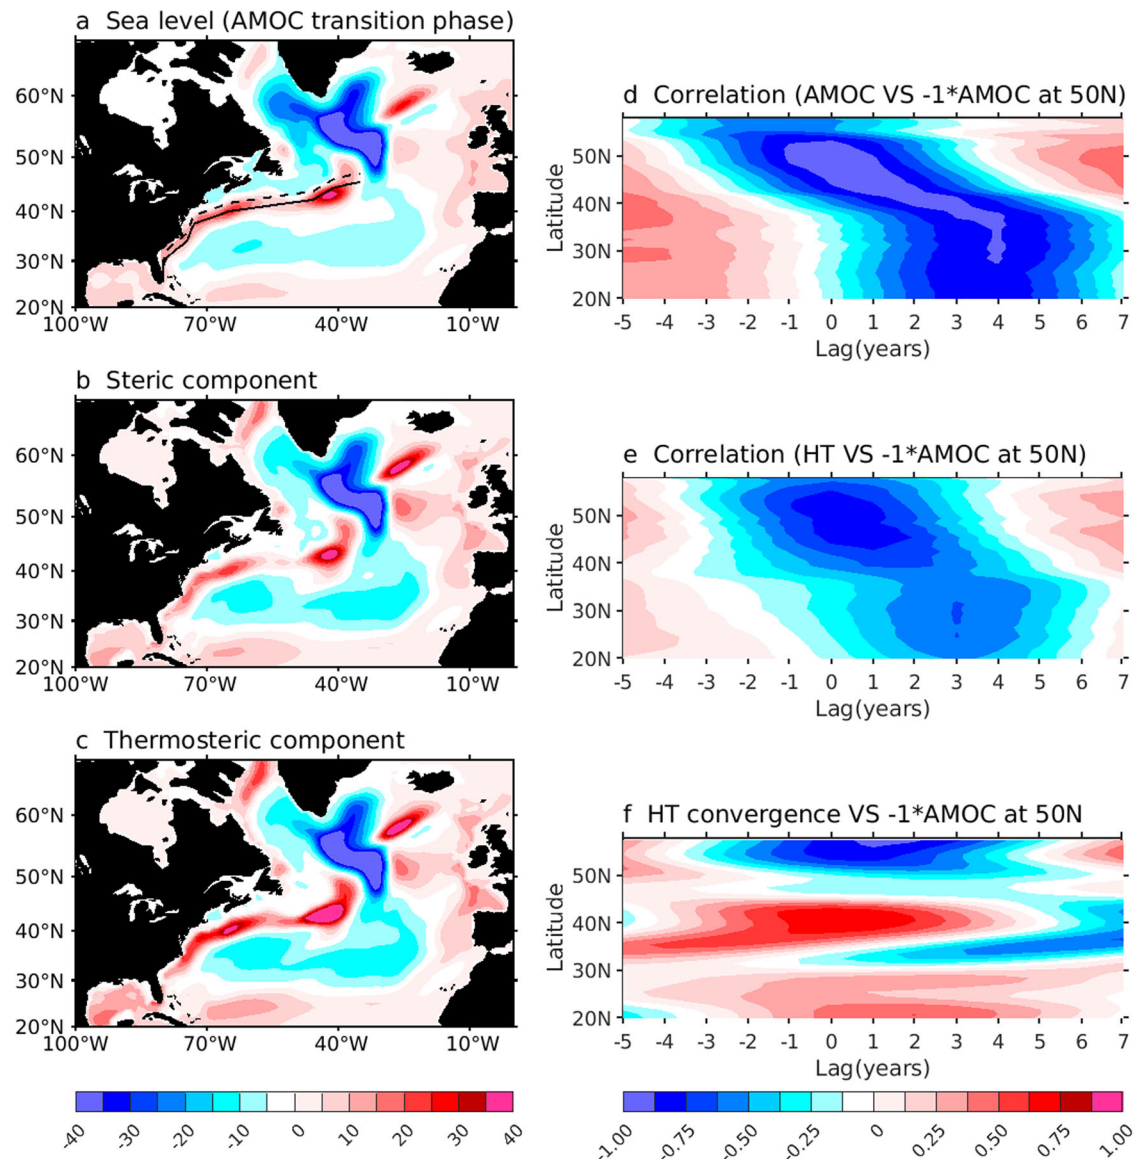 a Sea level (AMOC transition phase)
60°N
50°N
40°N
30°N
20°N
100°W 70°W 40°W 10°W
b Steric component
60°N
50°N
40°N
30°N
20°N
100°W 70°W 40°W 10°W
c Thermosteric component
60°N
50°N
40°N
30°N
20°N
100°W 70°W 40°W 10°W
-40 -30 -20 -10 0 10 20 30 40
d Correlation (AMOC VS -1*AMOC at 50N)
Latitude
50N
40N
30N
20N
-5 -4 -3 -2 -1 0 1 2 3 4 5 6 7
Lag(years)
e Correlation (HT VS -1*AMOC at 50N)
Latitude
50N
40N
30N
20N
-5 -4 -3 -2 -1 0 1 2 3 4 5 6 7
Lag(years)
f HT convergence VS -1*AMOC at 50N
Latitude
50N
40N
30N
20N
-5 -4 -3 -2 -1 0 1 2 3 4 5 6 7
Lag(years)
-1.00 -0.75 -0.50 -0.25 0 0.25 0.50 0.75 1.00